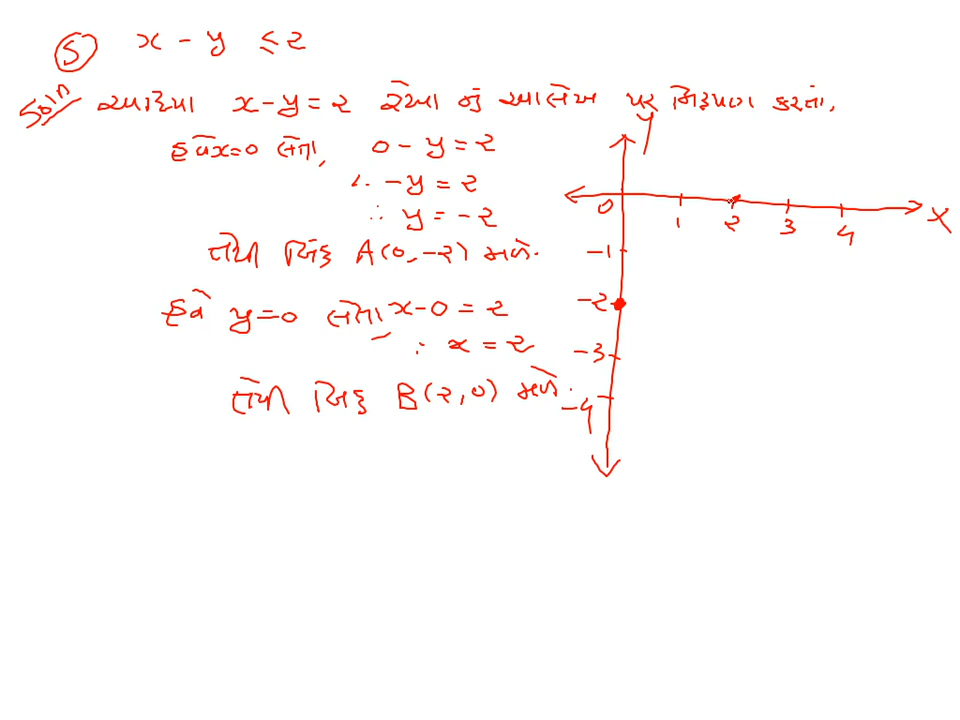 5 x - y ≤ 2
Solⁿ અહિયા x-y=2 રેખા નું આલેખ પર નિરૂપણ કરતાં,
હવે x=0 લેતા, 0 - y = 2
∴ -y = 2
∴ y = -2
તેથી બિંદુ A(0,-2) મળે.
હવે y=0 લેતા x-0 = 2
∴ x = 2
તેથી બિંદુ B(2,0) મળે.
Y
0 1 2 3 4 X
-1
-2
-3
-4